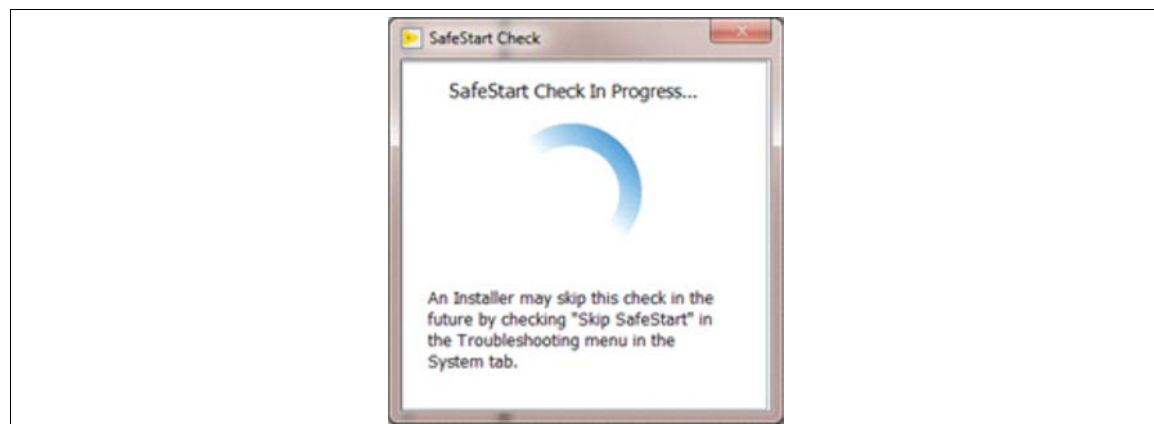 SafeStart Check
SafeStart Check In Progress...
An Installer may skip this check in the
future by checking "Skip SafeStart" in
the Troubleshooting menu in the
System tab.